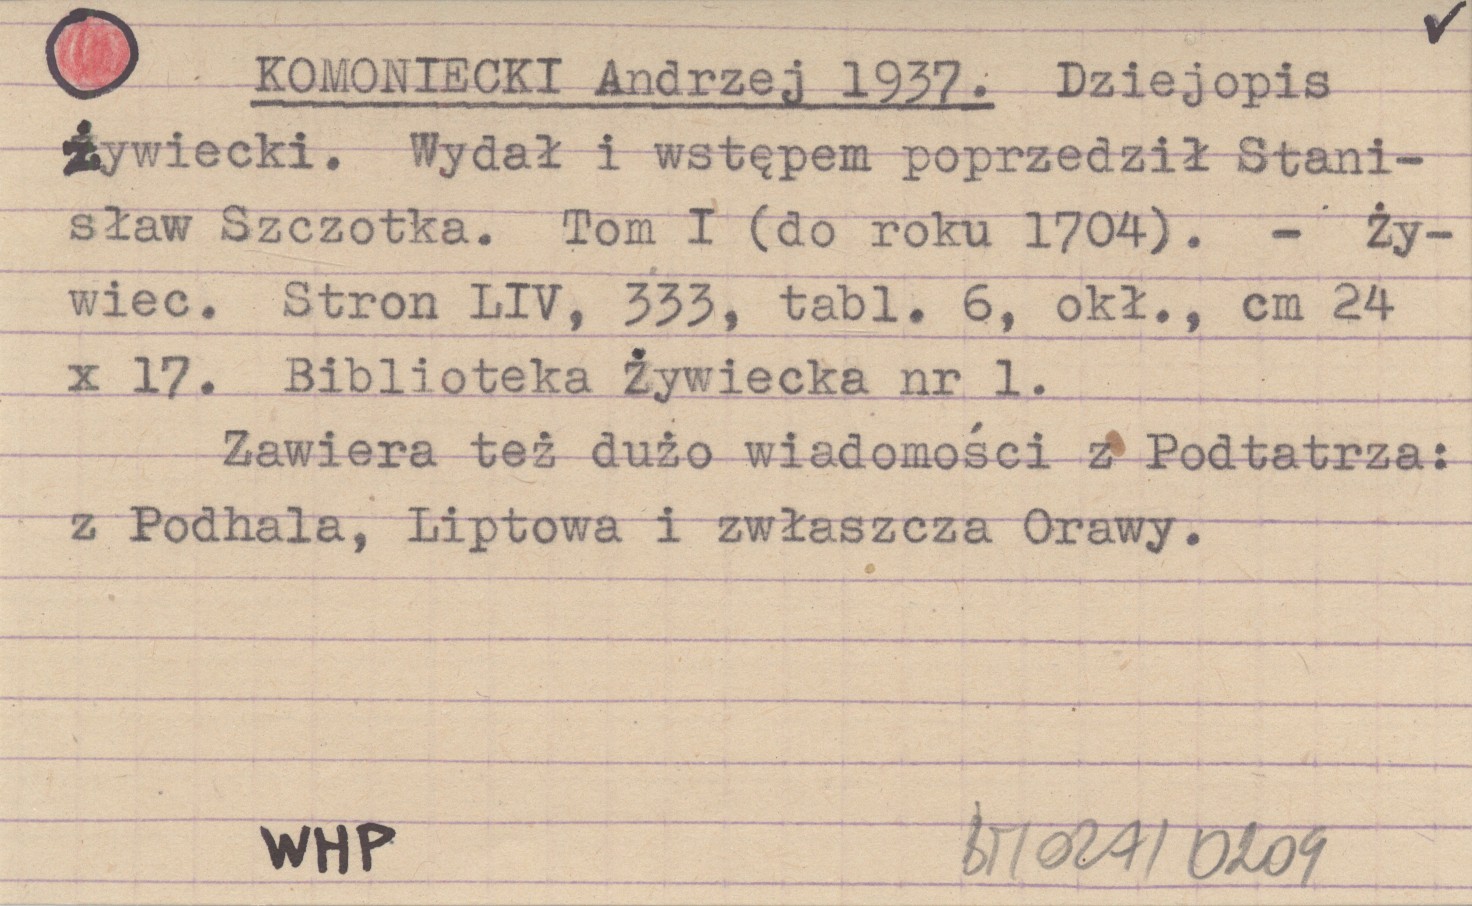 ✓
KOMONIECKI Andrzej 1937. Dziejopis
Żywiecki. Wydał i wstępem poprzedził Stani-
sław Szczotka. Tom I (do roku 1704). - Ży-
wiec. Stron LIV, 333, tabl. 6, okł., cm 24
x 17. Biblioteka Żywiecka nr 1.
Zawiera też dużo wiadomości z Podtatrza:
z Podhala, Liptowa i zwłaszcza Orawy.
WHP
0209